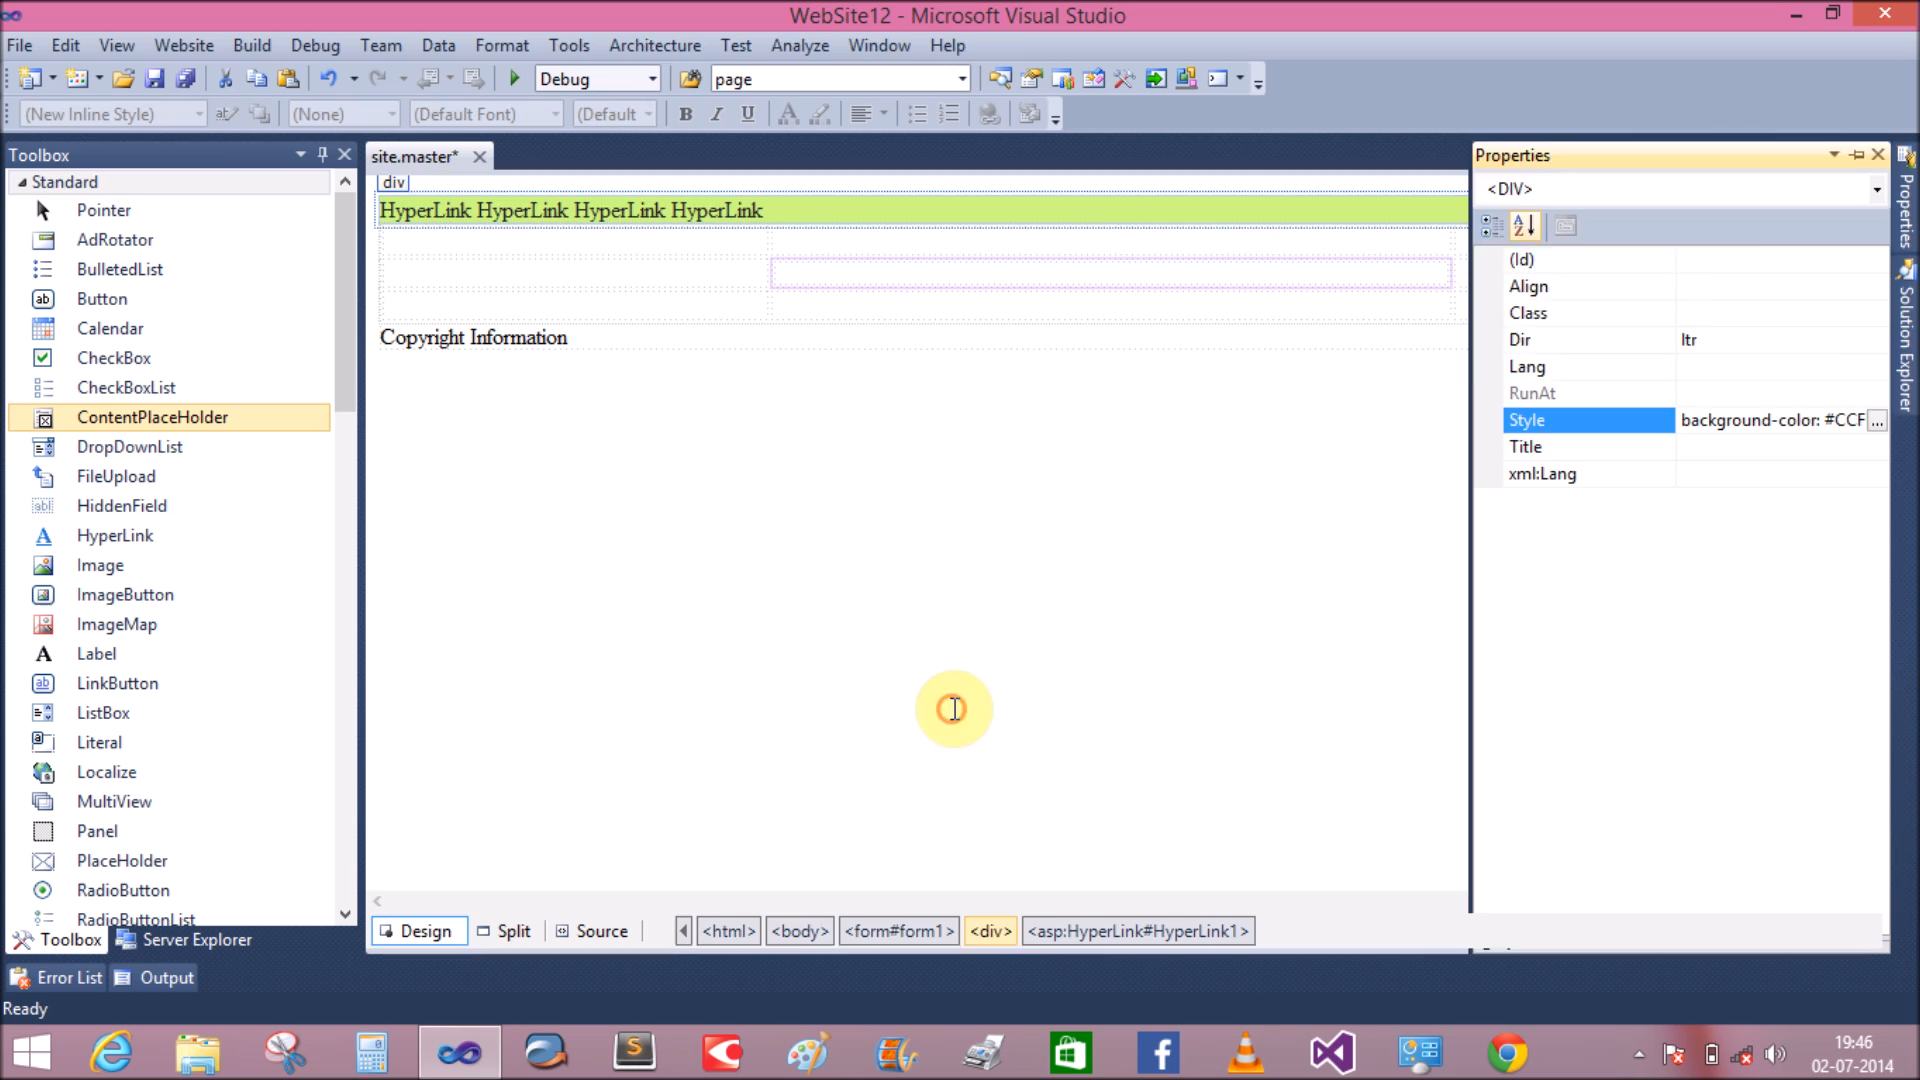 WebSite12 - Microsoft Visual Studio
File Edit View Website Build Debug Team Data Format Tools Architecture Test Analyze Window Help
Debug page
(New Inline Style) (None) (Default Font) (Default B I U
Toolbox
Standard
Pointer
AdRotator
BulletedList
Button
Calendar
CheckBox
CheckBoxList
ContentPlaceHolder
DropDownList
FileUpload
HiddenField
HyperLink
Image
ImageButton
ImageMap
Label
LinkButton
ListBox
Literal
Localize
MultiView
Panel
PlaceHolder
RadioButton
RadioButtonList
Toolbox Server Explorer
site.master*
div
HyperLink HyperLink HyperLink HyperLink
Copyright Information
Design Split Source <html> <body> <form#form1> <div> <asp:HyperLink#HyperLink1>
Properties
<DIV>
(Id)
Align
Class
Dir ltr
Lang
RunAt
Style background-color: #CCF ...
Title
xml:Lang
Properties
Solution Explorer
Error List Output
Ready
19:46
02-07-2014